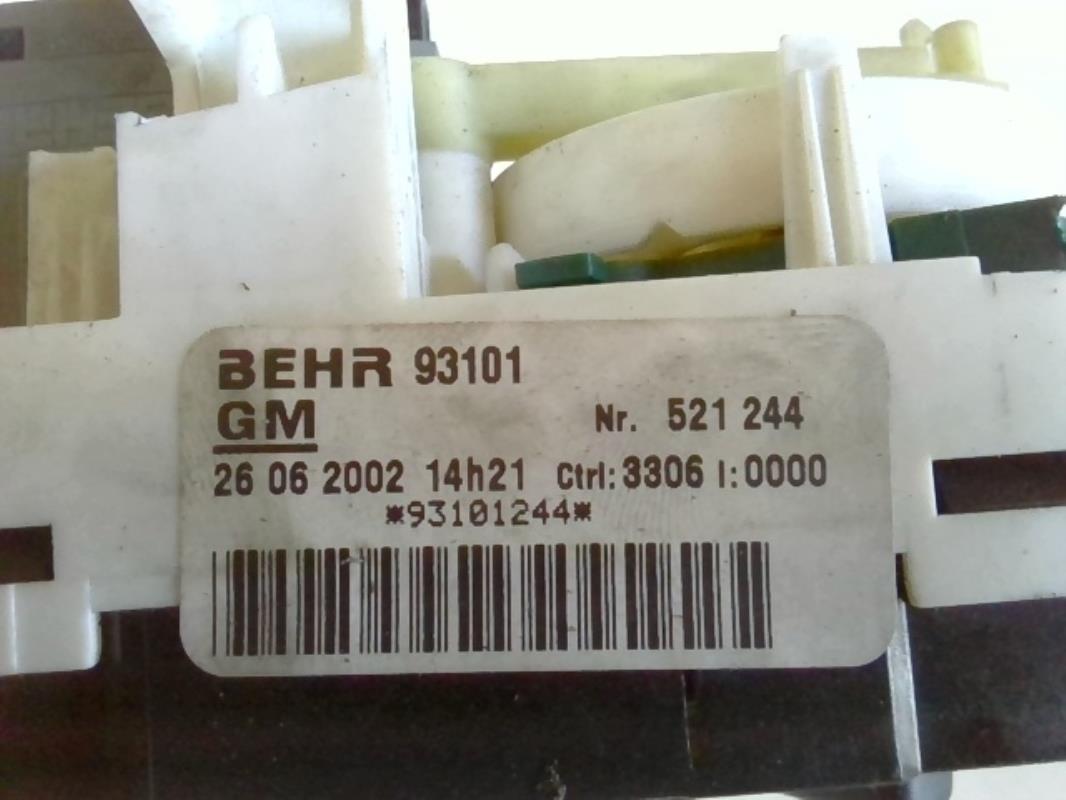 BEHR 93101
GM Nr. 521 244
26 06 2002 14h21 Ctrl: 3306 I: 0000
*93101244*